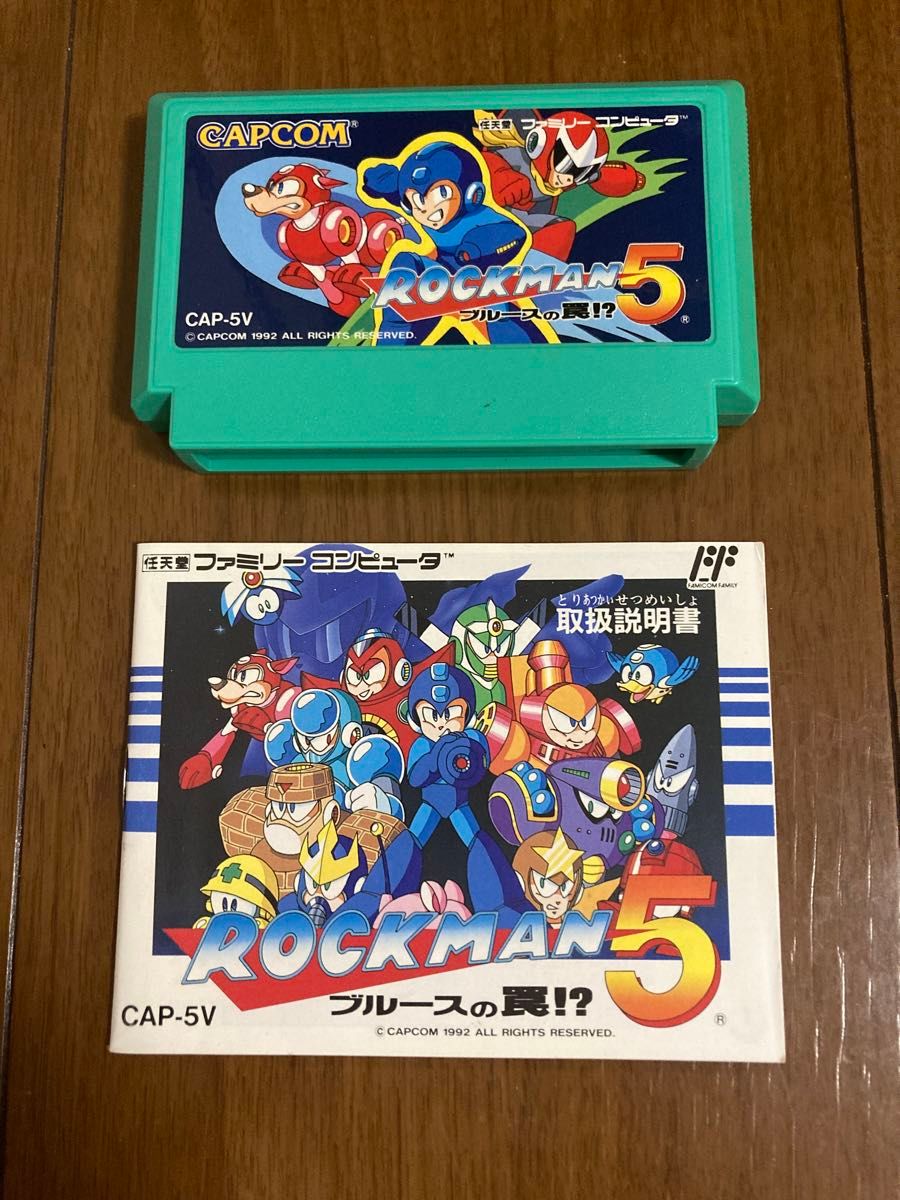 CAPCOM®
任天堂 ファミリーコンピュータ™
ROCKMAN 5
ブルースの罠!?
®
CAP-5V
© CAPCOM 1992 ALL RIGHTS RESERVED.
任天堂 ファミリーコンピュータ™
FF
FAMICOM FAMILY
とりあつかいせつめいしょ
取扱説明書
ROCKMAN 5
ブルースの罠!?
®
CAP-5V
© CAPCOM 1992 ALL RIGHTS RESERVED.